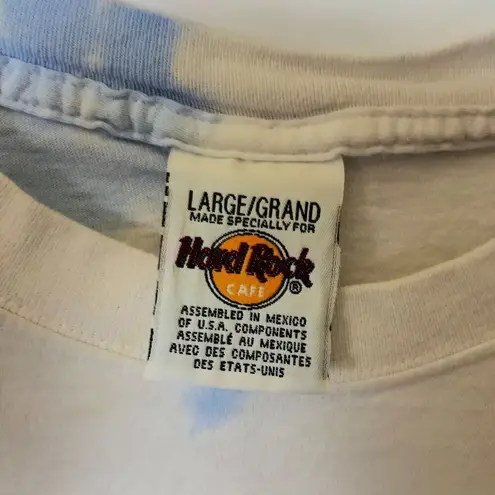 LARGE/GRAND
MADE SPECIALLY FOR
Hard Rock
CAFE ®
ASSEMBLED IN MEXICO
OF U.S.A. COMPONENTS
ASSEMBLÉ AU MEXIQUE
AVEC DES COMPOSANTES
DES ETATS-UNIS